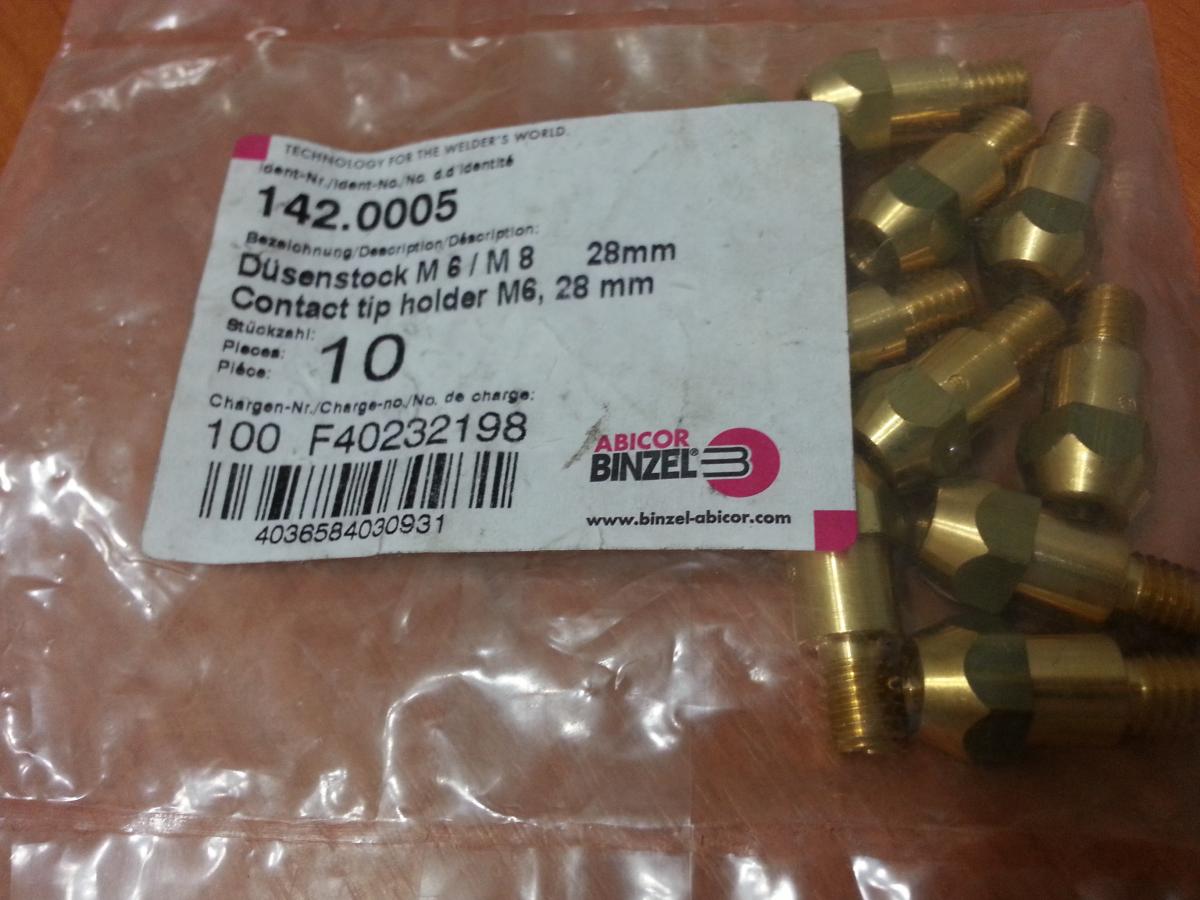 TECHNOLOGY FOR THE WELDER'S WORLD.
Ident-Nr./Ident-No./No. d.d'identité
142.0005
Bezeichnung/Description/Déscription:
Düsenstock M 6 / M 8 28mm
Contact tip holder M6, 28 mm
Stückzahl:
Pieces:
Piéce:
10
Chargen-Nr./Charge-no./No. de charge:
100 F40232198
4036584030931
ABICOR
BINZEL®
www.binzel-abicor.com